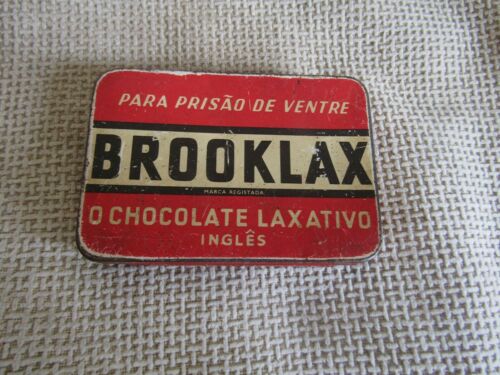 PARA PRISÃO DE VENTRE
BROOKLAX
MARCA REGISTADA
O CHOCOLATE LAXATIVO
INGLÊS